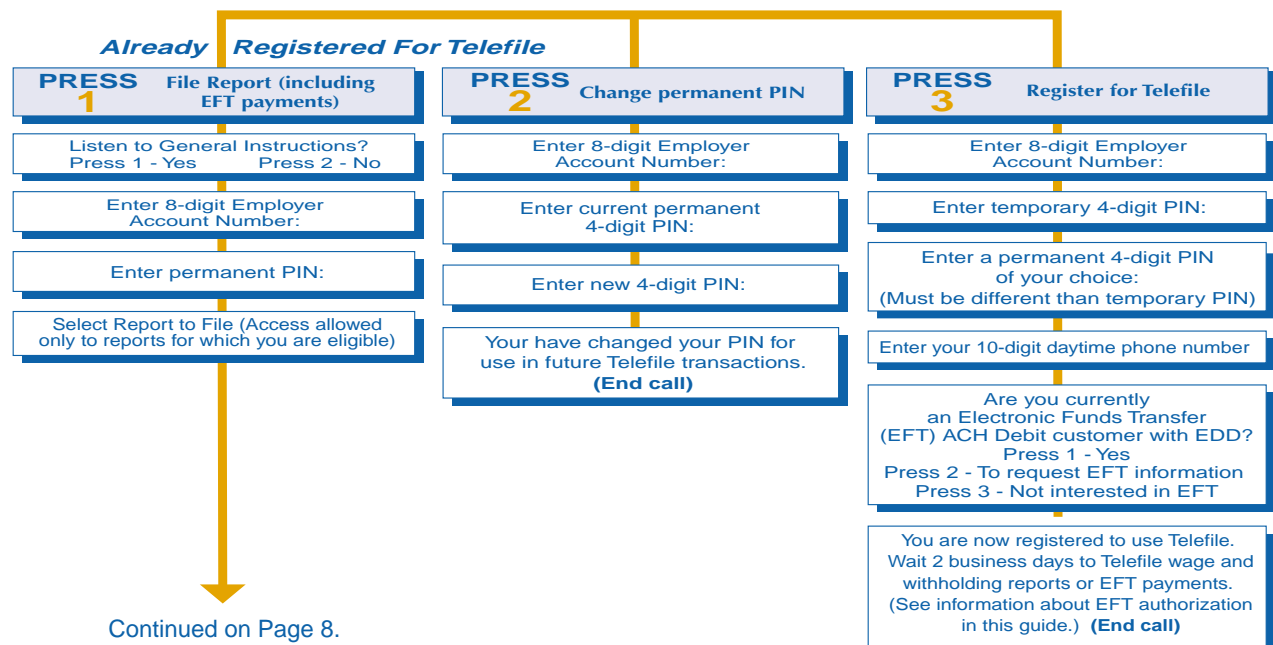 Already Registered For Telefile
PRESS 1 File Report (including
EFT payments)
Listen to General Instructions?
Press 1 - Yes Press 2 - No
Enter 8-digit Employer
Account Number:
Enter permanent PIN:
Select Report to File (Access allowed
only to reports for which you are eligible)
Continued on Page 8.
PRESS 2 Change permanent PIN
Enter 8-digit Employer
Account Number:
Enter current permanent
4-digit PIN:
Enter new 4-digit PIN:
Your have changed your PIN for
use in future Telefile transactions.
(End call)
PRESS 3 Register for Telefile
Enter 8-digit Employer
Account Number:
Enter temporary 4-digit PIN:
Enter a permanent 4-digit PIN
of your choice:
(Must be different than temporary PIN)
Enter your 10-digit daytime phone number
Are you currently
an Electronic Funds Transfer
(EFT) ACH Debit customer with EDD?
Press 1 - Yes
Press 2 - To request EFT information
Press 3 - Not interested in EFT
You are now registered to use Telefile.
Wait 2 business days to Telefile wage and
withholding reports or EFT payments.
(See information about EFT authorization
in this guide.) (End call)